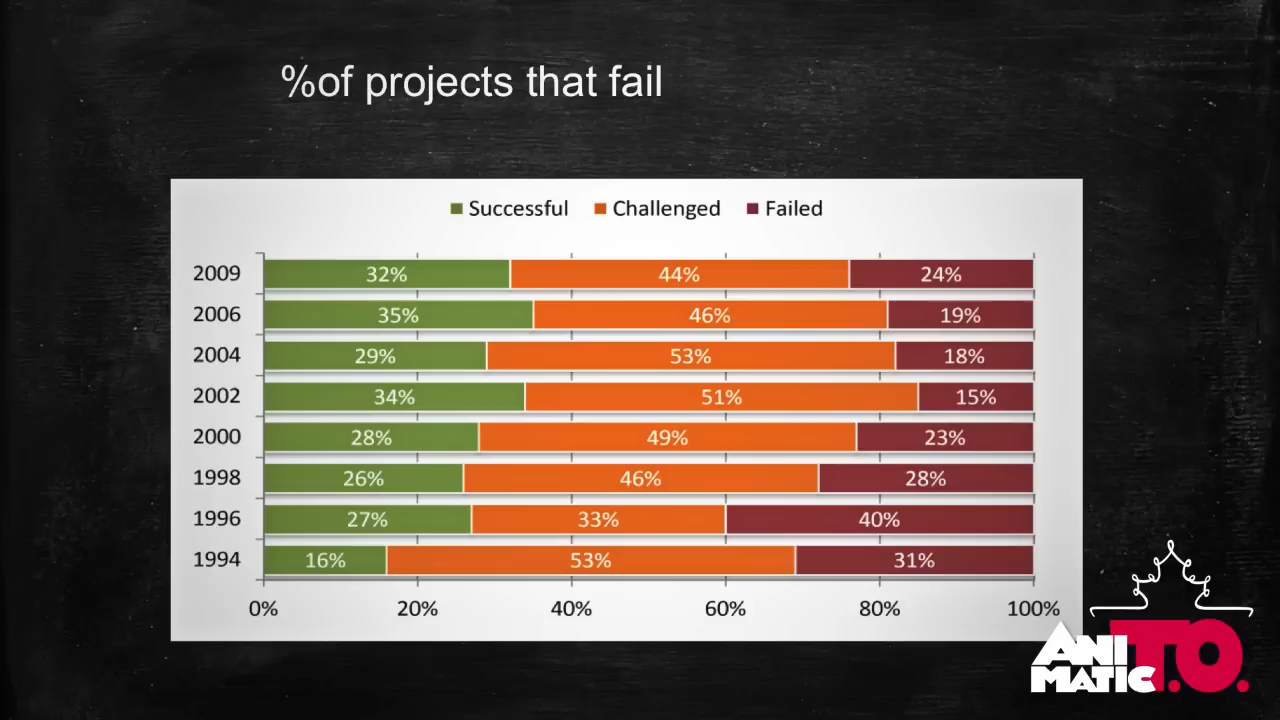 %of projects that fail
Successful Challenged Failed
2009 32% 44% 24%
2006 35% 46% 19%
2004 29% 53% 18%
2002 34% 51% 15%
2000 28% 49% 23%
1998 26% 46% 28%
1996 27% 33% 40%
1994 16% 53% 31%
0% 20% 40% 60% 80% 100%
ANI T.O.
MATIC